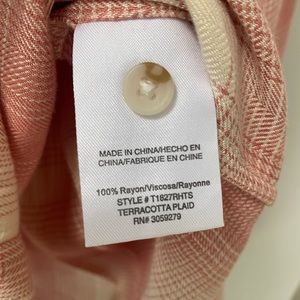 MADE IN CHINA/HECHO EN
CHINA/FABRIQUE EN CHINE
100% Rayon/Viscosa/Rayonne
STYLE # T1827RHTS
TERRACOTTA PLAID
RN# 3059279